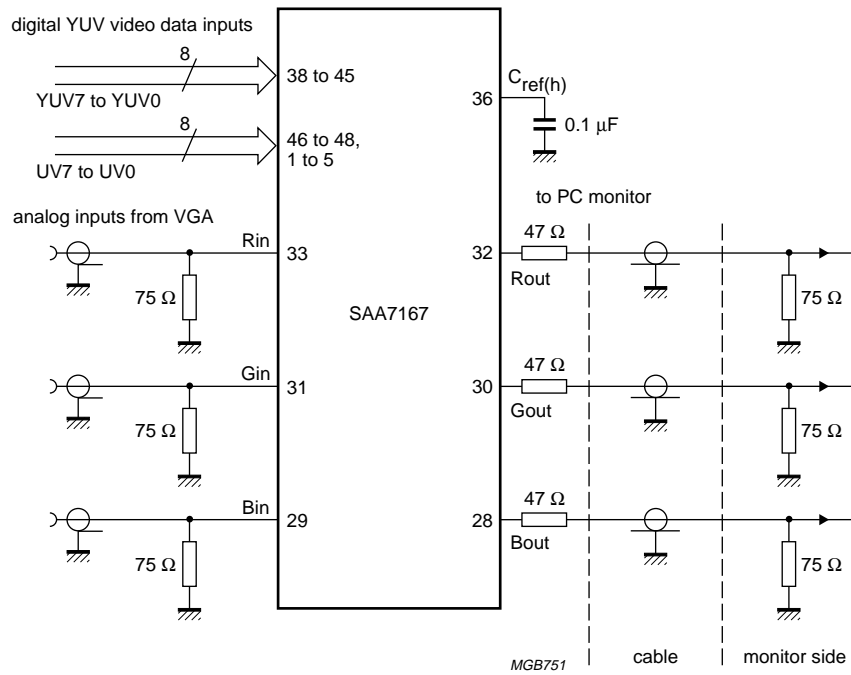 digital YUV video data inputs
8
38 to 45
YUV7 to YUV0
8
46 to 48,
1 to 5
UV7 to UV0
36
Cref(h)
0.1 μF
analog inputs from VGA
to PC monitor
Rin
33
75 Ω
SAA7167
32
47 Ω
Rout
75 Ω
Gin
31
75 Ω
30
47 Ω
Gout
75 Ω
Bin
29
75 Ω
28
47 Ω
Bout
75 Ω
MGB751
cable
monitor side